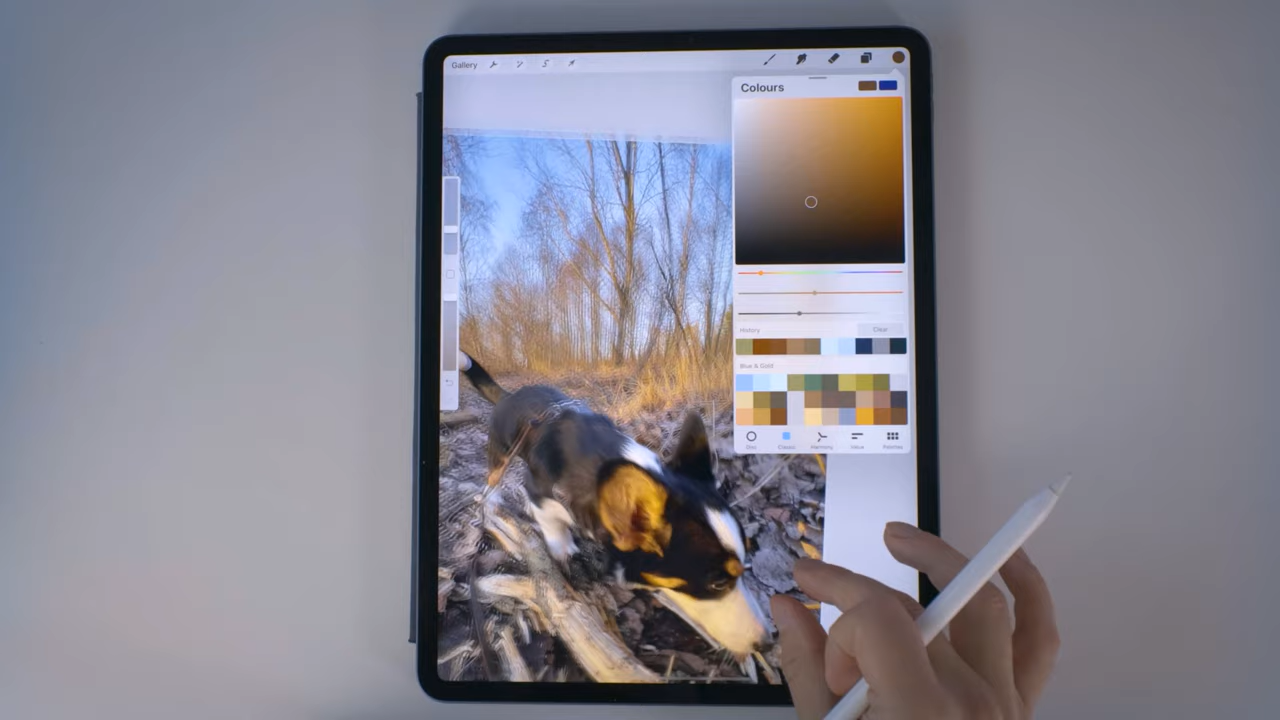 Gallery
Colours
History Clear
Blue & Gold
Disc Classic Harmony Value Palettes